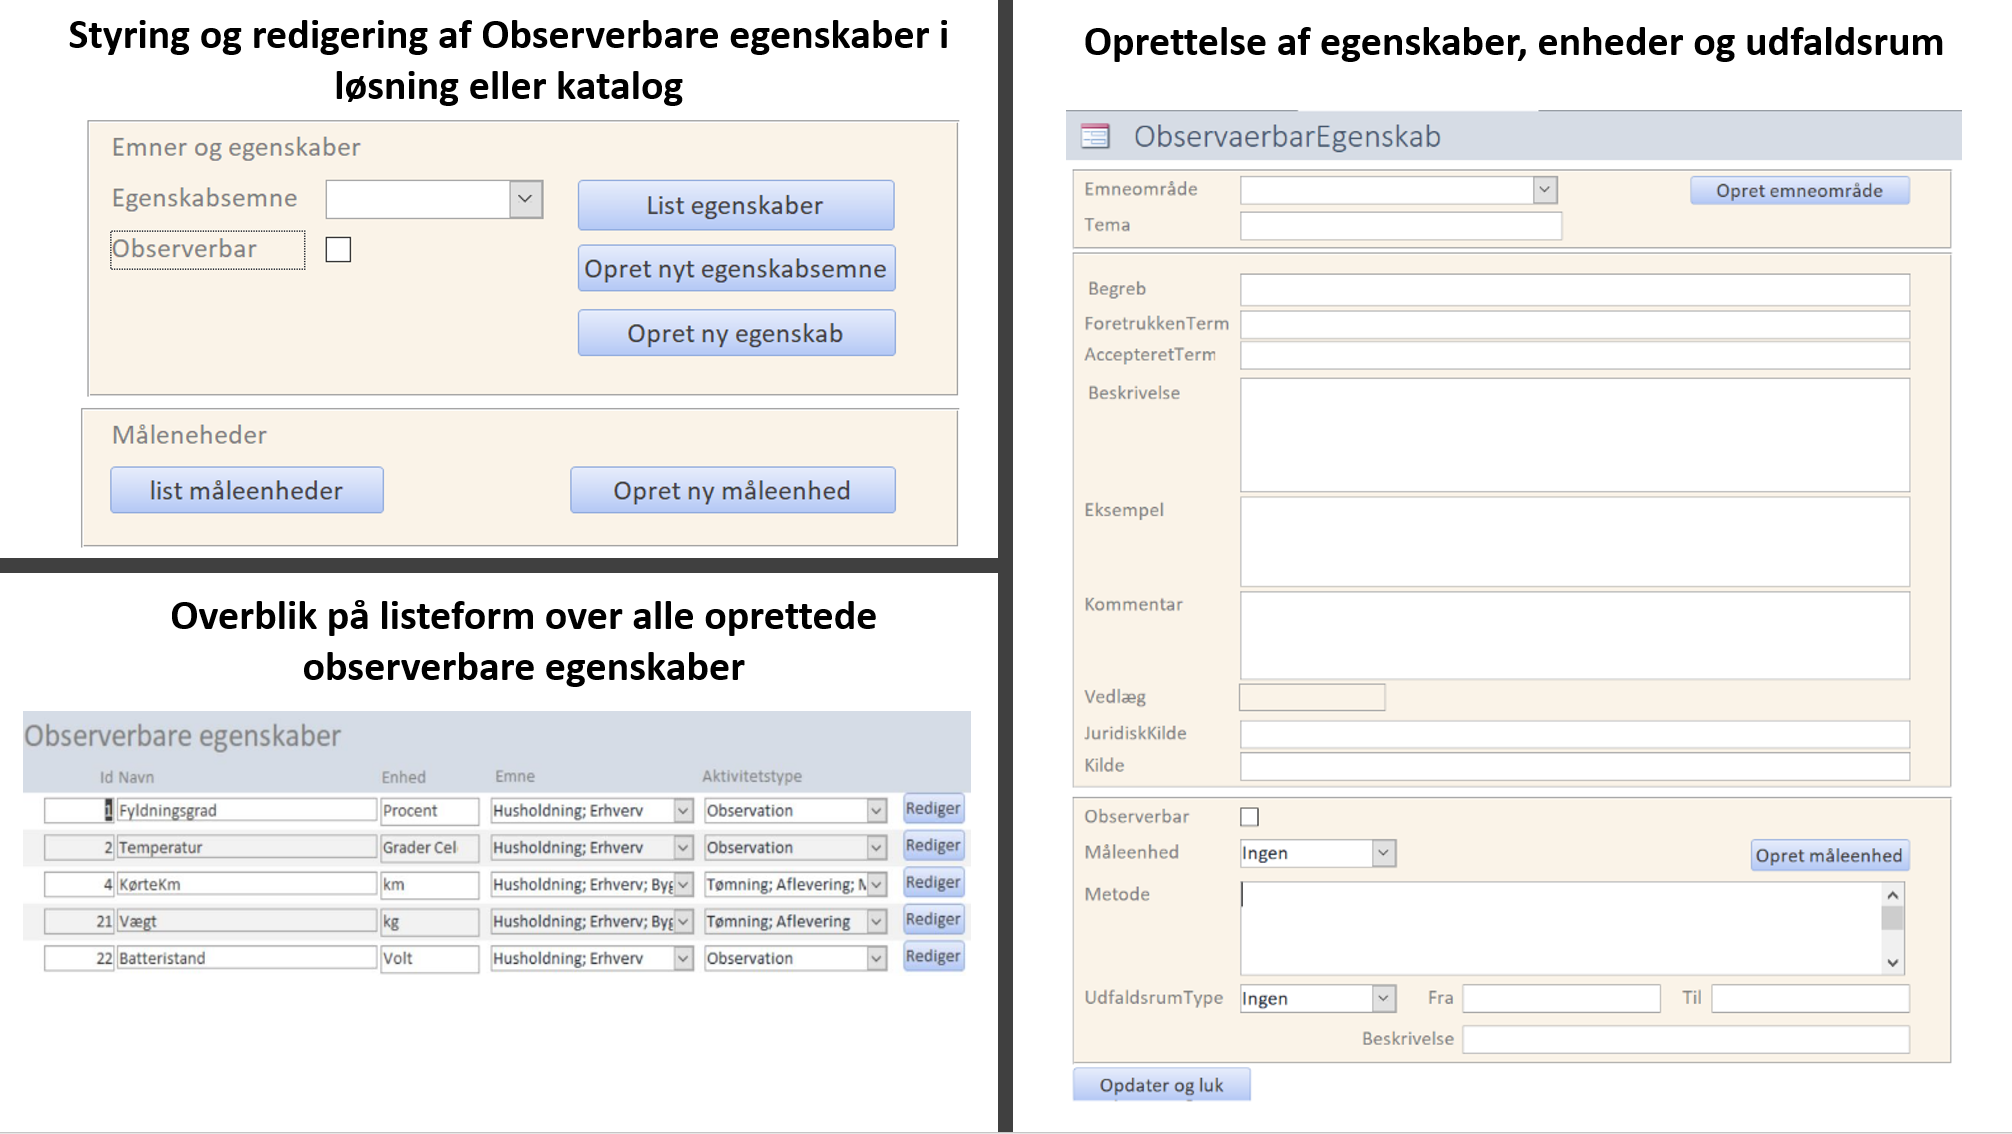 Styring og redigering af Observerbare egenskaber i
løsning eller katalog
Emner og egenskaber
Egenskabsemne
List egenskaber
Observerbar
Opret nyt egenskabsemne
Opret ny egenskab
Måleneheder
list måleenheder
Opret ny måleenhed
Overblik på listeform over alle oprettede
observerbare egenskaber
Observerbare egenskaber
Id Navn Enhed Emne Aktivitetstype
1 Fyldningsgrad Procent Husholdning; Erhverv Observation Rediger
2 Temperatur Grader Cel Husholdning; Erhverv Observation Rediger
4 KørteKm km Husholdning; Erhverv; Byg Tømning; Aflevering; M Rediger
21 Vægt kg Husholdning; Erhverv; Byg Tømning; Aflevering Rediger
22 Batteristand Volt Husholdning; Erhverv Observation Rediger
Oprettelse af egenskaber, enheder og udfaldsrum
ObservaerbarEgenskab
Emneområde Opret emneområde
Tema
Begreb
ForetrukkenTerm
AccepteretTerm
Beskrivelse
Eksempel
Kommentar
Vedlæg
JuridiskKilde
Kilde
Observerbar
Måleenhed Ingen Opret måleenhed
Metode
UdfaldsrumType Ingen Fra Til
Beskrivelse
Opdater og luk